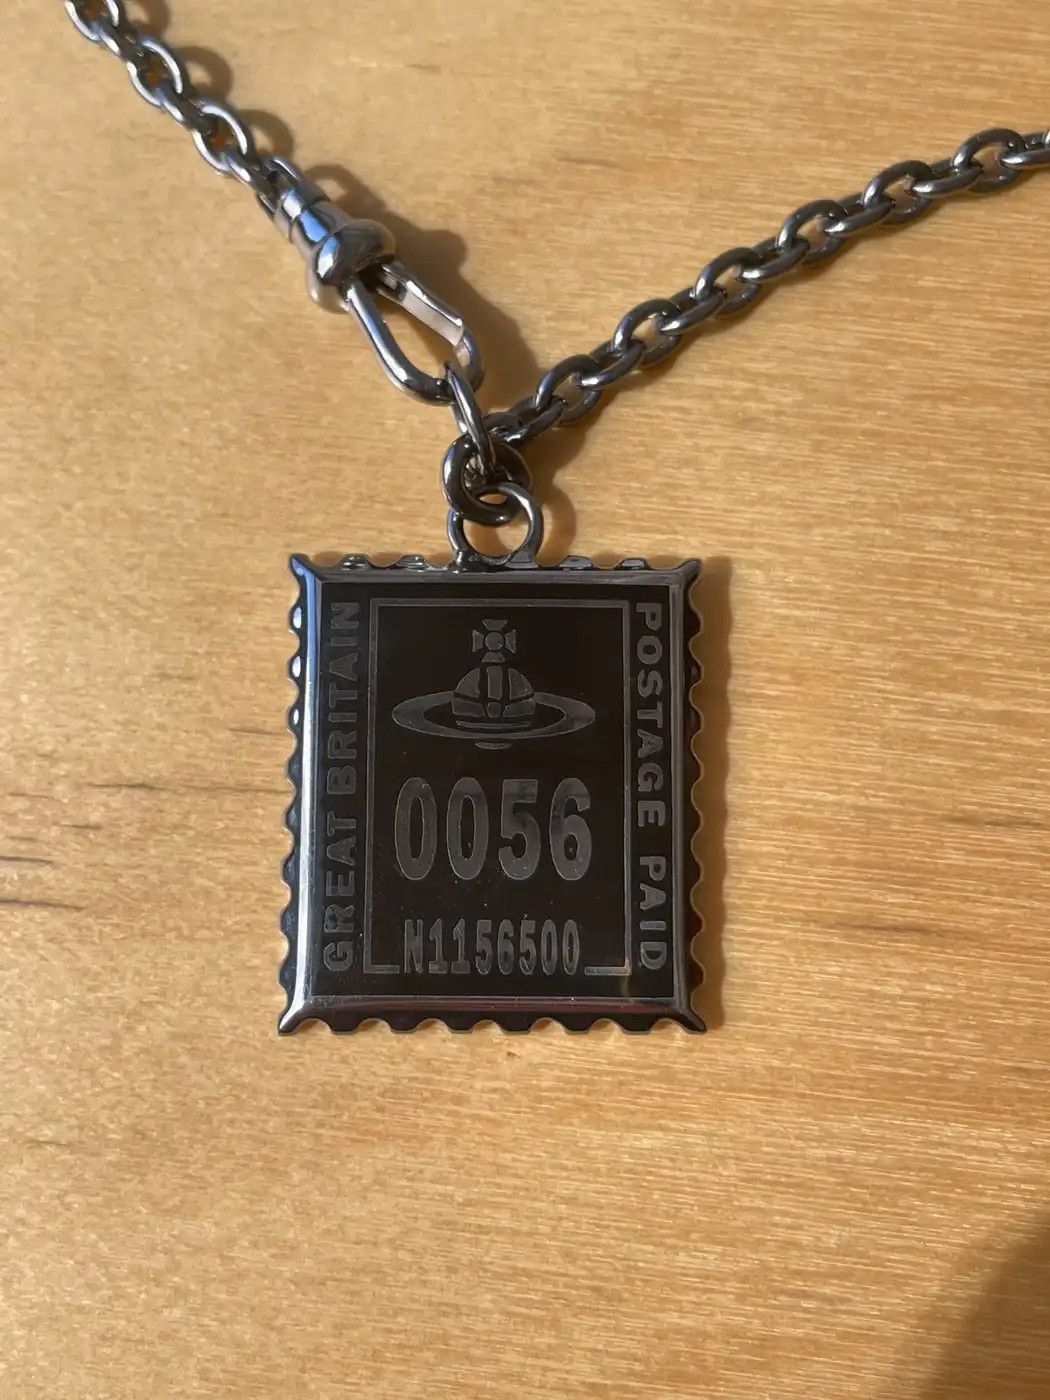 GREAT BRITAIN
0056
N1156500
POSTAGE PAID